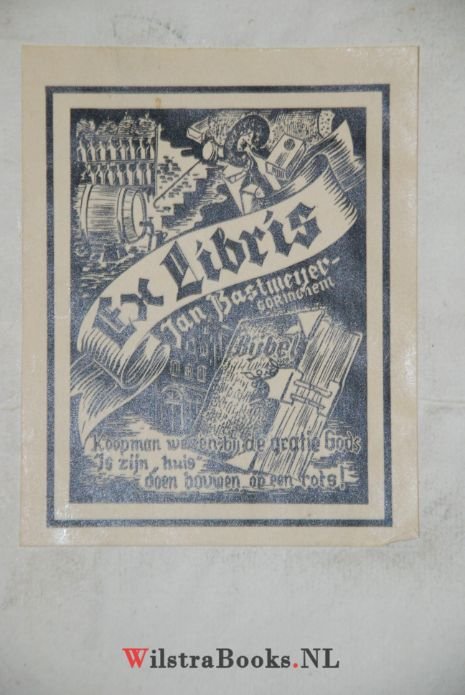 Ex Libris
Jan Bastmeyer-
GORINCHEM
Bijbel
Koopman wezen bij de gratie Gods
Is zijn huis
doen bouwen op een rots!
WilstraBooks.NL